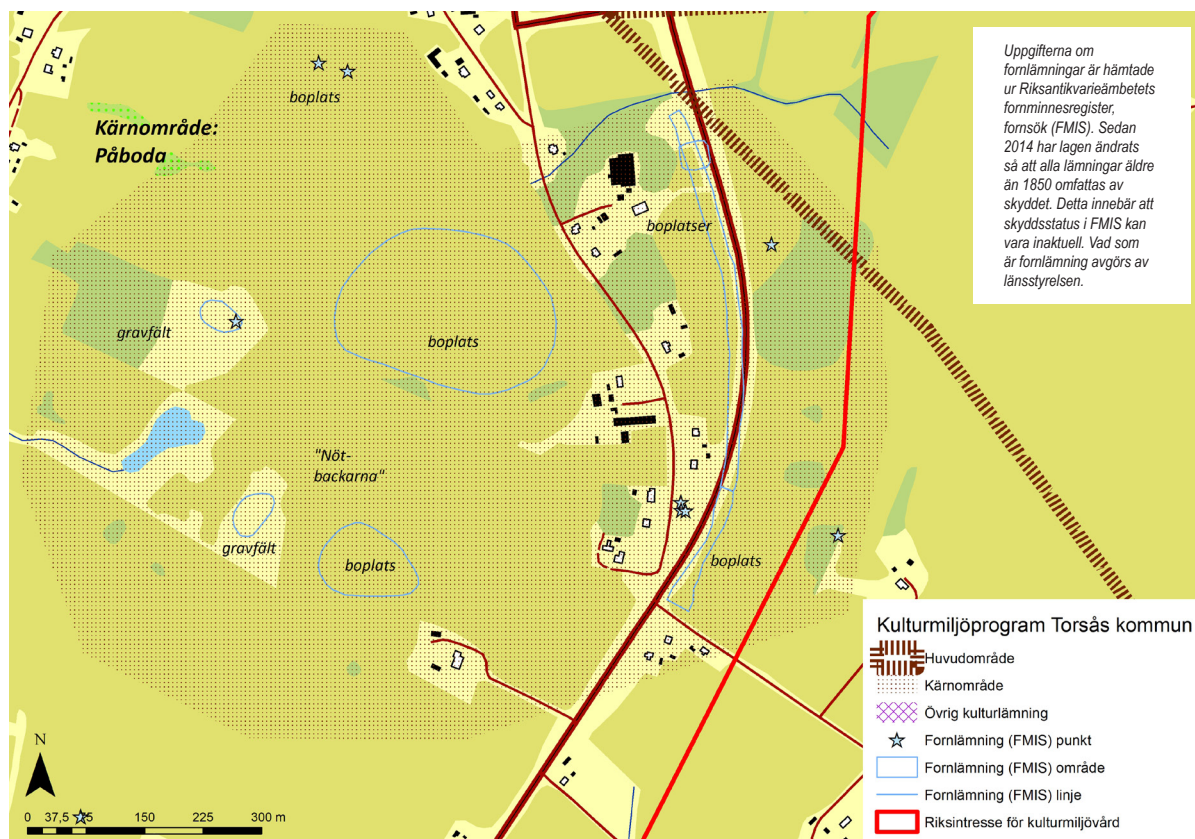 Uppgifterna om
fornlämningar är hämtade
ur Riksantikvarieämbetets
fornminnesregister,
fornsök (FMIS). Sedan
2014 har lagen ändrats
så att alla lämningar äldre
än 1850 omfattas av
skyddet. Detta innebär att
skyddsstatus i FMIS kan
vara inaktuell. Vad som
är fornlämning avgörs av
länsstyrelsen.
boplats
Kärnområde:
Påboda
boplatser
gravfält
boplats
"Nöt-
backarna"
gravfält
boplats
boplats
Kulturmiljöprogram Torsås kommun
Huvudområde
Kärnområde
Övrig kulturlämning
Fornlämning (FMIS) punkt
Fornlämning (FMIS) område
Fornlämning (FMIS) linje
Riksintresse för kulturmiljövård
N
0 37,5 75 150 225 300 m